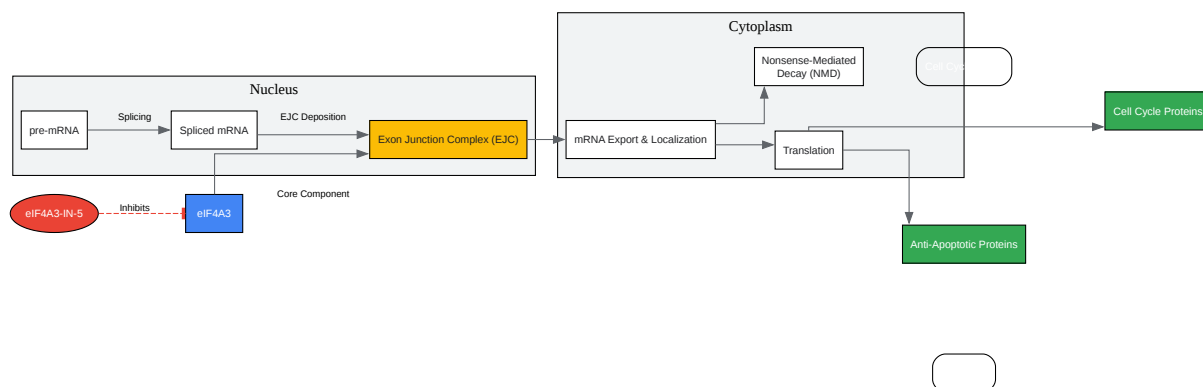 Cytoplasm
Nonsense-Mediated
Decay (NMD)
Nucleus
Cell Cycle Proteins
pre-mRNA
Splicing
Spliced mRNA
EJC Deposition
Exon Junction Complex (EJC)
mRNA Export & Localization
Translation
Core Component
eIF4A3-IN-5
Inhibits
eIF4A3
Anti-Apoptotic Proteins